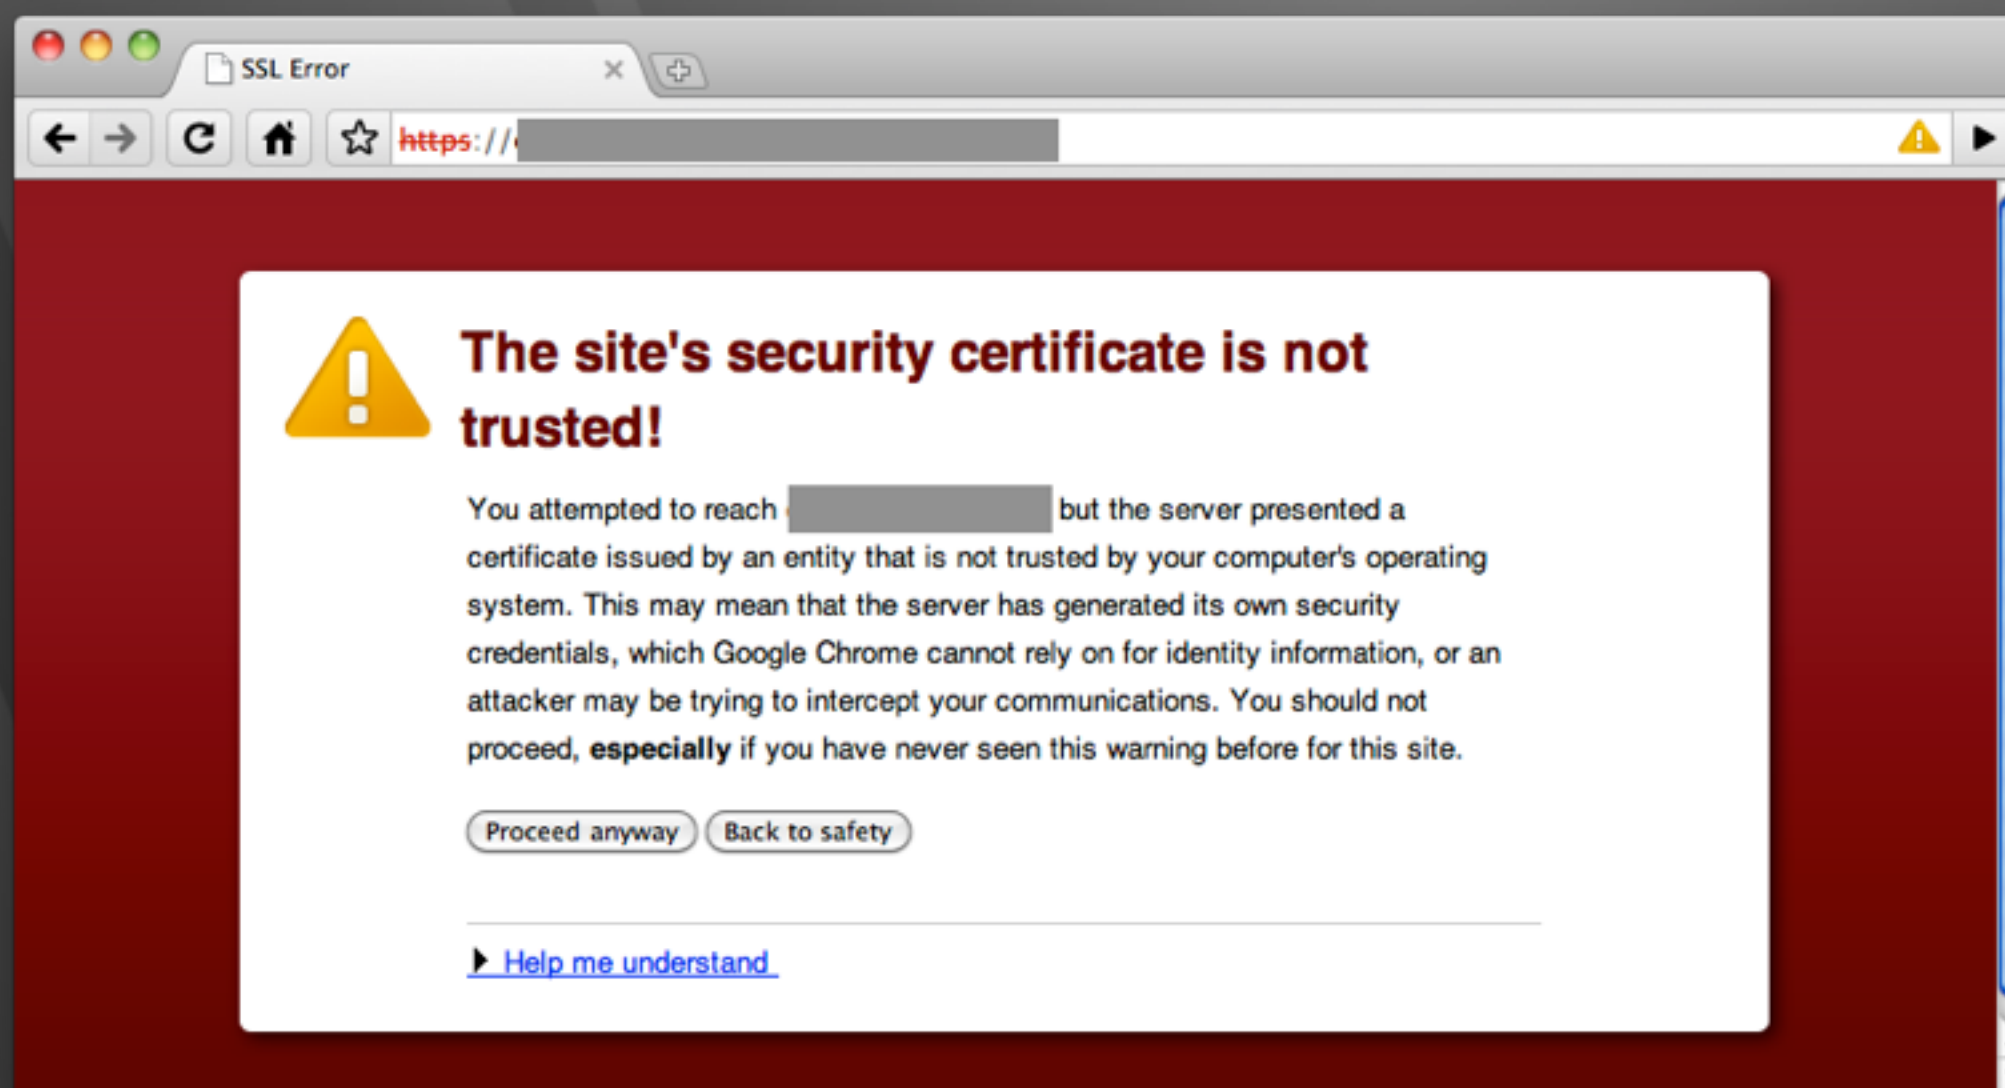 SSL Error
https://
The site's security certificate is not
trusted!
You attempted to reach but the server presented a
certificate issued by an entity that is not trusted by your computer's operating
system. This may mean that the server has generated its own security
credentials, which Google Chrome cannot rely on for identity information, or an
attacker may be trying to intercept your communications. You should not
proceed, especially if you have never seen this warning before for this site.
Proceed anyway Back to safety
Help me understand